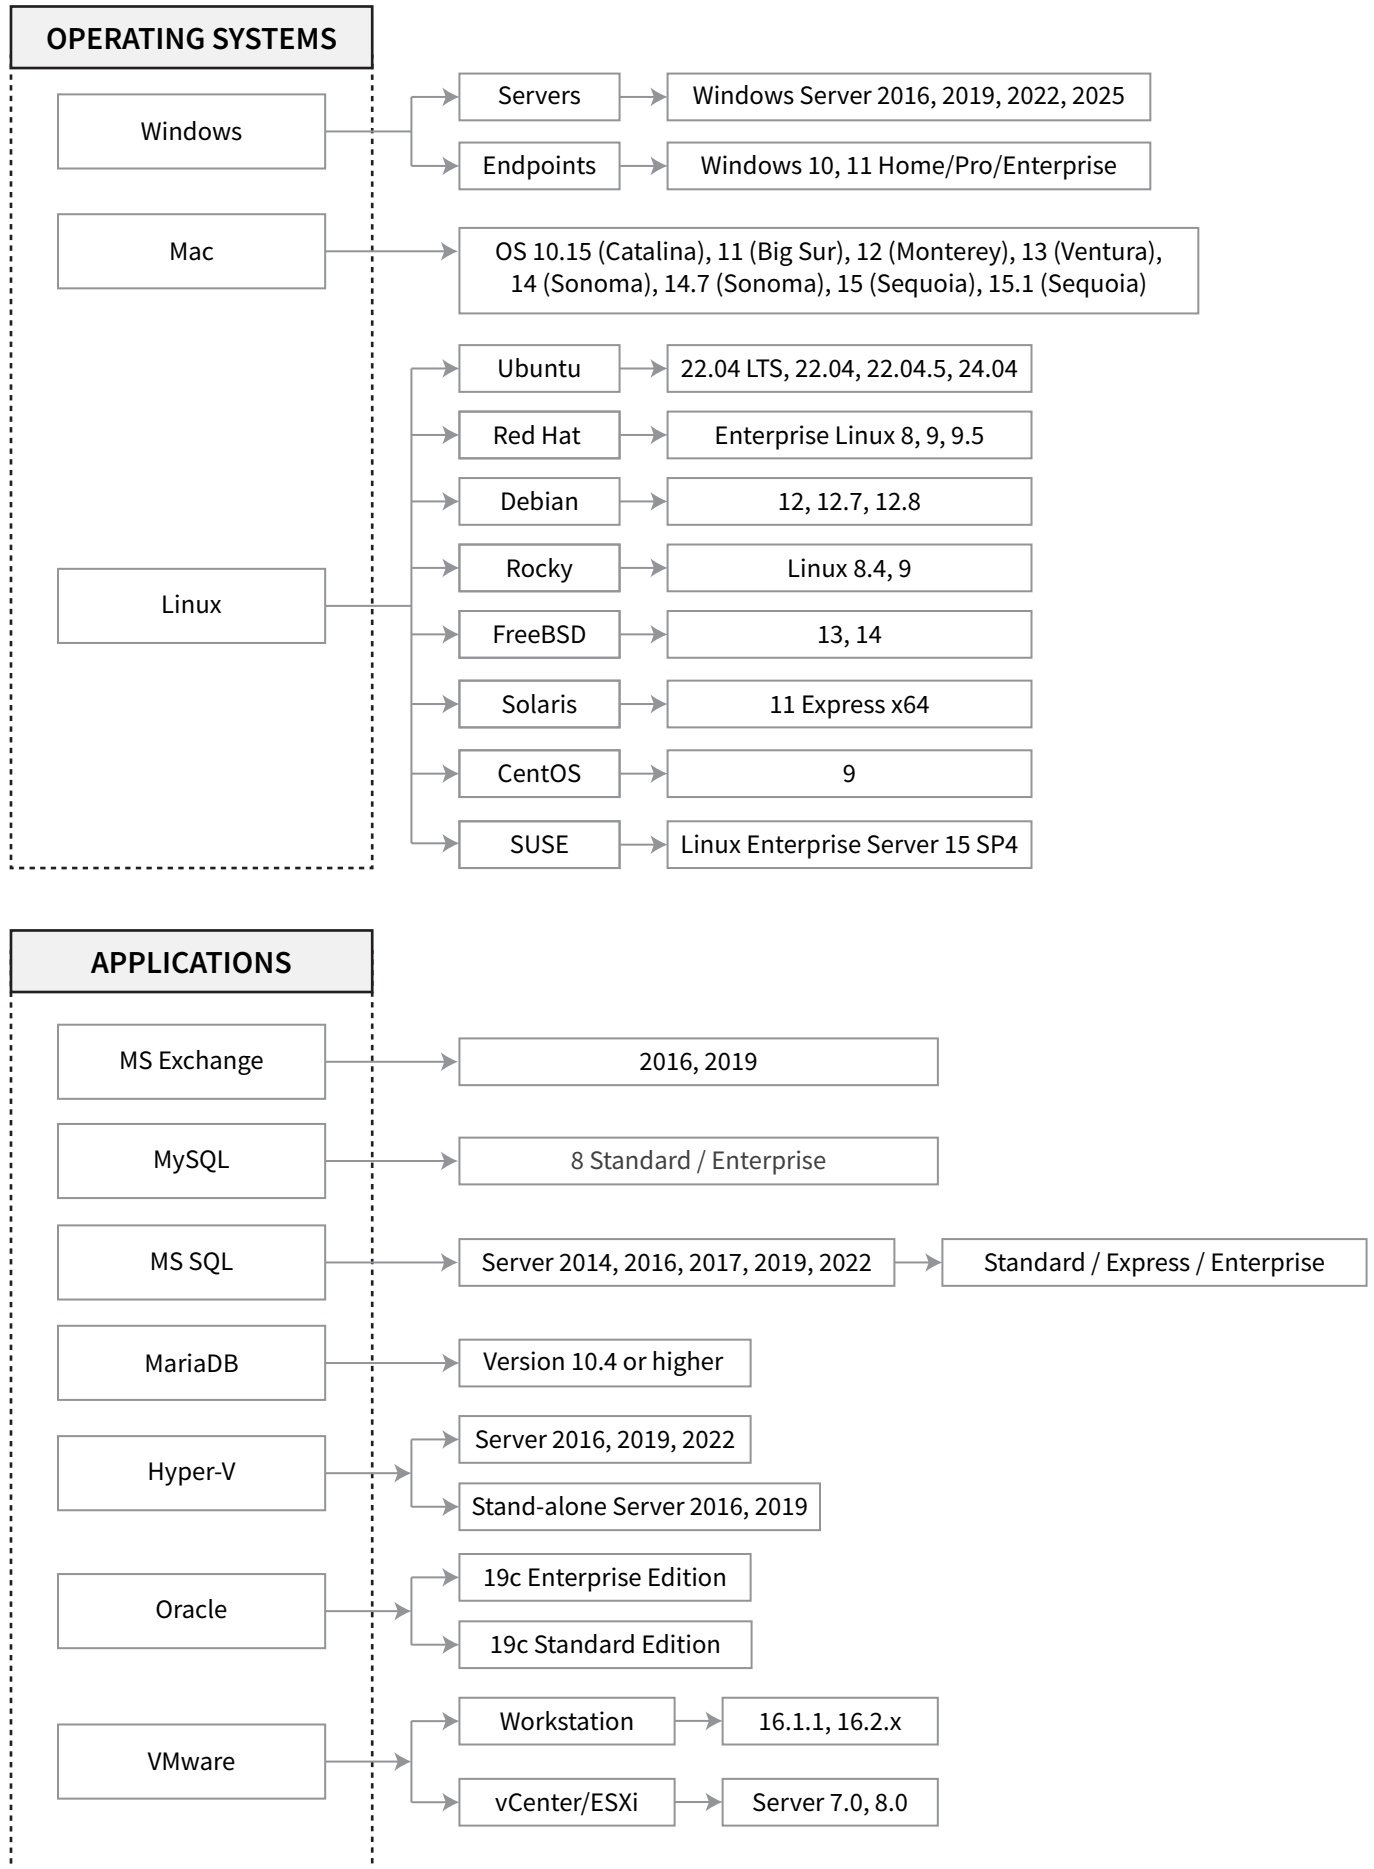 OPERATING SYSTEMS
Windows
Servers
Windows Server 2016, 2019, 2022, 2025
Endpoints
Windows 10, 11 Home/Pro/Enterprise
Mac
OS 10.15 (Catalina), 11 (Big Sur), 12 (Monterey), 13 (Ventura),
14 (Sonoma), 14.7 (Sonoma), 15 (Sequoia), 15.1 (Sequoia)
Linux
Ubuntu
22.04 LTS, 22.04, 22.04.5, 24.04
Red Hat
Enterprise Linux 8, 9, 9.5
Debian
12, 12.7, 12.8
Rocky
Linux 8.4, 9
FreeBSD
13, 14
Solaris
11 Express x64
CentOS
9
SUSE
Linux Enterprise Server 15 SP4
APPLICATIONS
MS Exchange
2016, 2019
MySQL
8 Standard / Enterprise
MS SQL
Server 2014, 2016, 2017, 2019, 2022
Standard / Express / Enterprise
MariaDB
Version 10.4 or higher
Hyper-V
Server 2016, 2019, 2022
Stand-alone Server 2016, 2019
Oracle
19c Enterprise Edition
19c Standard Edition
VMware
Workstation
16.1.1, 16.2.x
vCenter/ESXi
Server 7.0, 8.0